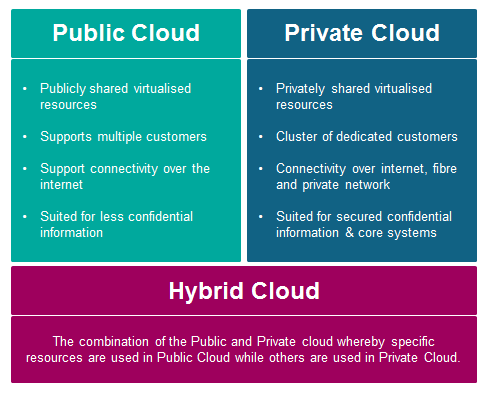 Public Cloud
• Publicly shared virtualised
resources
• Supports multiple customers
• Support connectivity over the
internet
• Suited for less confidential
information
Private Cloud
• Privately shared virtualised
resources
• Cluster of dedicated customers
• Connectivity over internet, fibre
and private network
• Suited for secured confidential
information & core systems
Hybrid Cloud
The combination of the Public and Private cloud whereby specific
resources are used in Public Cloud while others are used in Private Cloud.